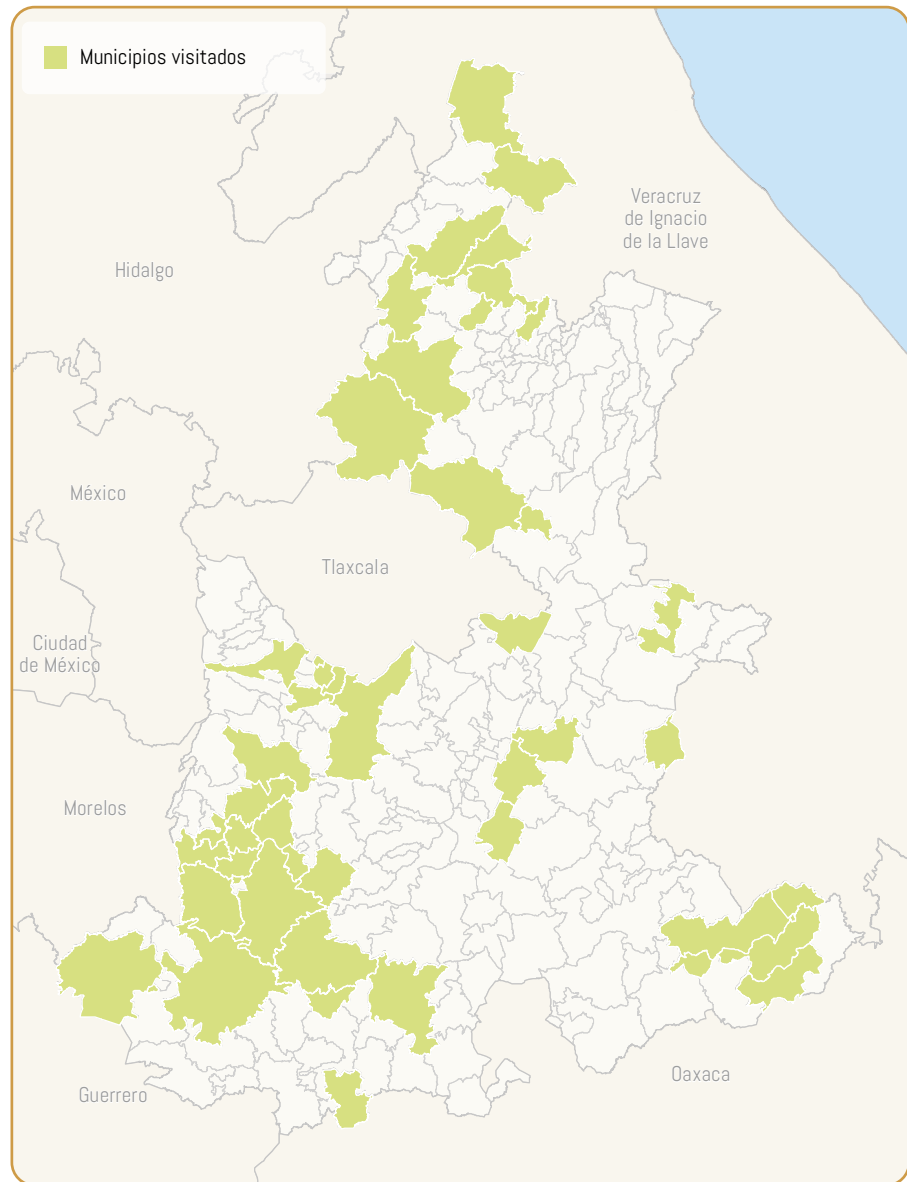 Municipios visitados
Veracruz
de Ignacio
de la Llave
Hidalgo
México
Tlaxcala
Ciudad
de México
Morelos
Guerrero
Oaxaca